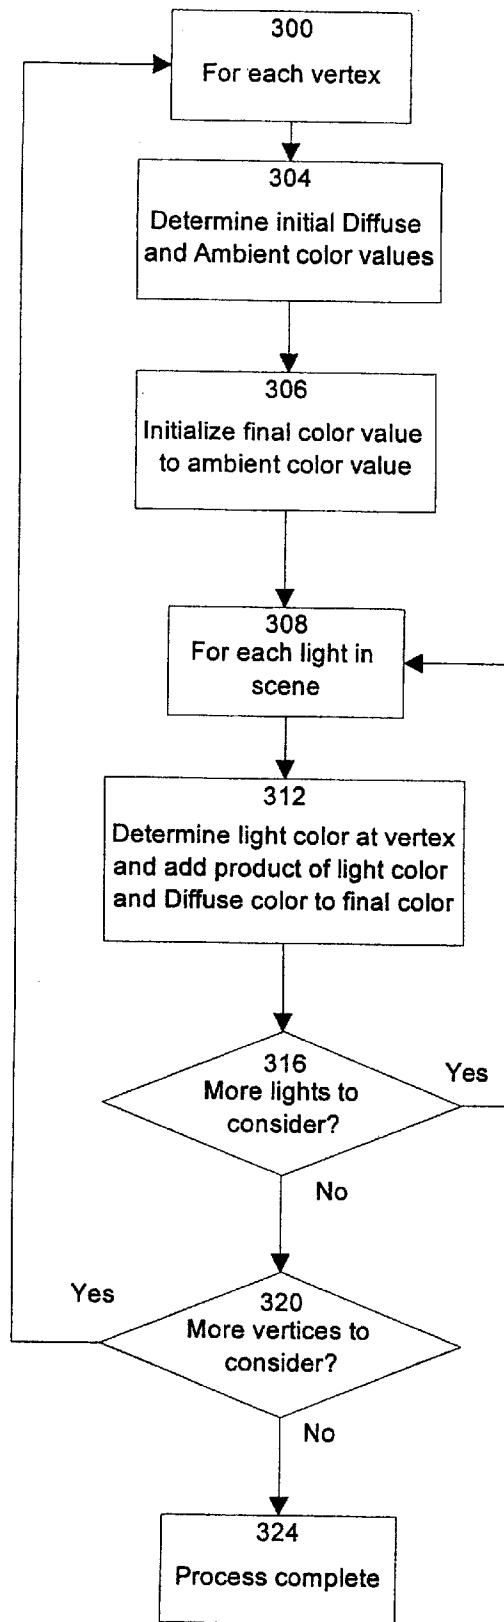 300
For each vertex
304
Determine initial Diffuse
and Ambient color values
306
Initialize final color value
to ambient color value
308
For each light in
scene
312
Determine light color at vertex
and add product of light color
and Diffuse color to final color
316
More lights to
consider?
Yes
No
320
More vertices to
consider?
Yes
No
324
Process complete